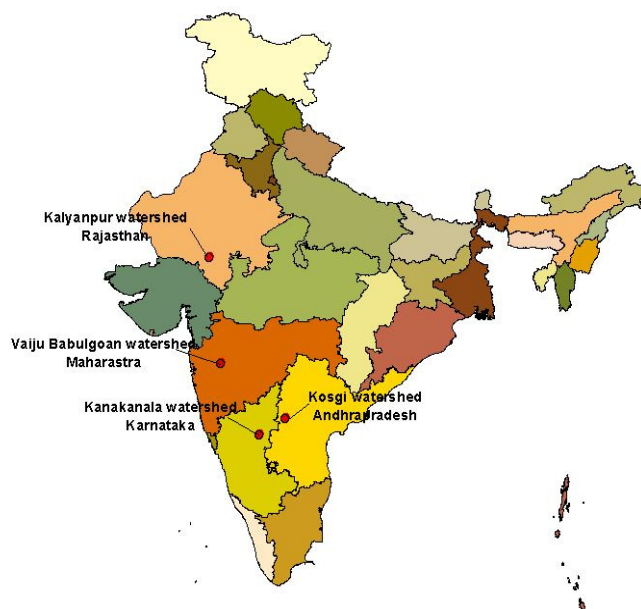 Kalyanpur watershed
Rajasthan
Vaiju Babulgoan watershed
Maharastra
Kosgi watershed
Andhrapradesh
Kanakanala watershed
Karnataka